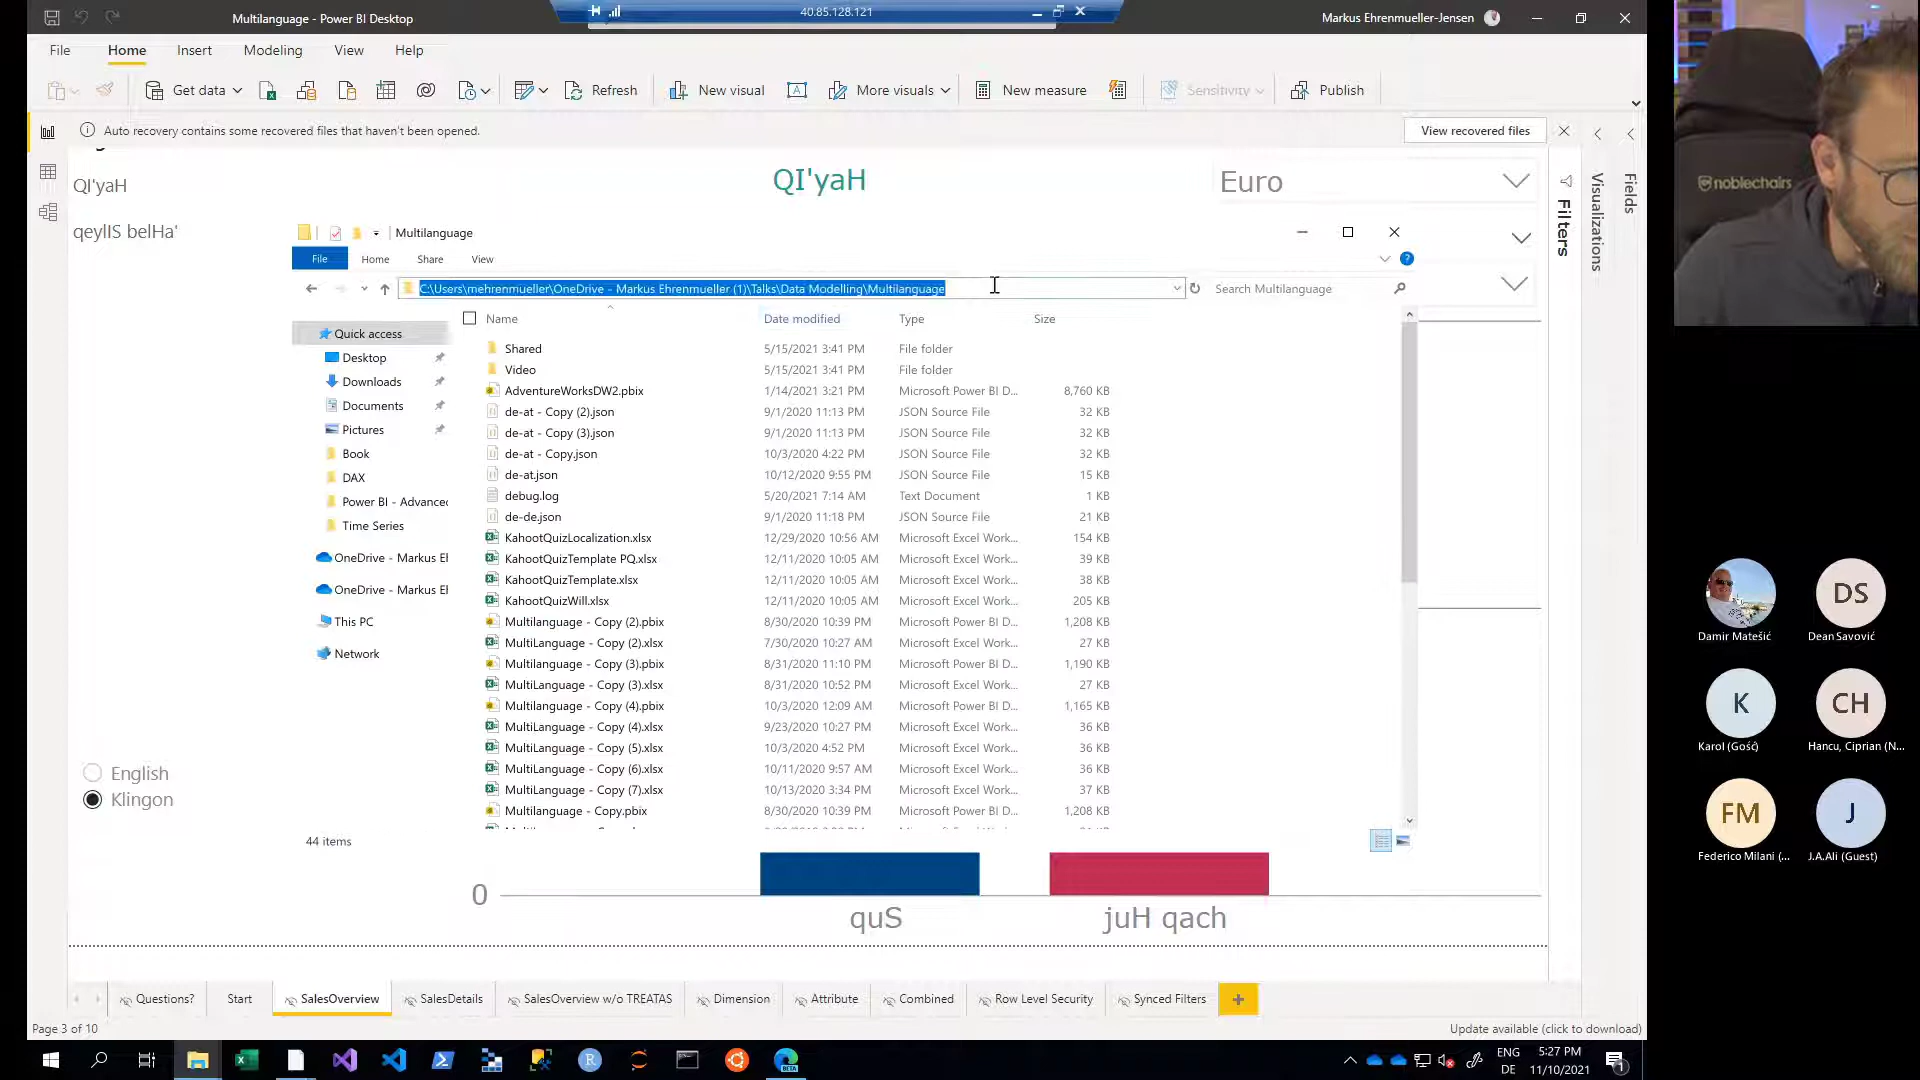 Multilanguage - Power BI Desktop
40.85.128.121
Markus Ehrenmueller-Jensen
File
Home
Insert
Modeling
View
Help
Get data
Refresh
New visual
More visuals
New measure
Sensitivity
Publish
Auto recovery contains some recovered files that haven't been opened.
View recovered files
QI'yaH
qeylIS belHa'
QI'yaH
Euro
Filters
Visualizations
Fields
Multilanguage
File
Home
Share
View
C:\Users\mehrenmueller\OneDrive - Markus Ehrenmueller (1)\Talks\Data Modelling\Multilanguage
Search Multilanguage
Name
Date modified
Type
Size
Quick access
Desktop
Downloads
Documents
Pictures
Book
DAX
Power BI - Advanced
Time Series
OneDrive - Markus El
OneDrive - Markus El
This PC
Network
Shared 5/15/2021 3:41 PM File folder
Video 5/15/2021 3:41 PM File folder
AdventureWorksDW2.pbix 1/14/2021 3:21 PM Microsoft Power BI D... 8,760 KB
de-at - Copy (2).json 9/1/2020 11:13 PM JSON Source File 32 KB
de-at - Copy (3).json 9/1/2020 11:13 PM JSON Source File 32 KB
de-at - Copy.json 10/3/2020 4:22 PM JSON Source File 32 KB
de-at.json 10/12/2020 9:55 PM JSON Source File 15 KB
debug.log 5/20/2021 7:14 AM Text Document 1 KB
de-de.json 9/1/2020 11:18 PM JSON Source File 21 KB
KahootQuizLocalization.xlsx 12/29/2020 10:56 AM Microsoft Excel Work... 154 KB
KahootQuizTemplate PQ.xlsx 12/11/2020 10:05 AM Microsoft Excel Work... 39 KB
KahootQuizTemplate.xlsx 12/11/2020 10:05 AM Microsoft Excel Work... 38 KB
KahootQuizWill.xlsx 12/11/2020 10:05 AM Microsoft Excel Work... 205 KB
Multilanguage - Copy (2).pbix 8/30/2020 10:39 PM Microsoft Power BI D... 1,208 KB
MultiLanguage - Copy (2).xlsx 7/30/2020 10:27 AM Microsoft Excel Work... 27 KB
Multilanguage - Copy (3).pbix 8/31/2020 11:10 PM Microsoft Power BI D... 1,190 KB
MultiLanguage - Copy (3).xlsx 8/31/2020 10:52 PM Microsoft Excel Work... 27 KB
Multilanguage - Copy (4).pbix 10/3/2020 12:09 AM Microsoft Power BI D... 1,165 KB
MultiLanguage - Copy (4).xlsx 9/23/2020 10:27 PM Microsoft Excel Work... 36 KB
MultiLanguage - Copy (5).xlsx 10/3/2020 4:52 PM Microsoft Excel Work... 36 KB
MultiLanguage - Copy (6).xlsx 10/11/2020 9:57 AM Microsoft Excel Work... 36 KB
MultiLanguage - Copy (7).xlsx 10/13/2020 3:34 PM Microsoft Excel Work... 37 KB
Multilanguage - Copy.pbix 8/30/2020 10:39 PM Microsoft Power BI D... 1,208 KB
44 items
English
Klingon
0
quS
juH qach
Questions?
Start
SalesOverview
SalesDetails
SalesOverview w/o TREATAS
Dimension
Attribute
Combined
Row Level Security
Synced Filters
+
Page 3 of 10
Update available (click to download)
ENG
DE
5:27 PM
11/10/2021
1
noblechairs
Damir Matešić
DS
Dean Savović
K
Karol (Gość)
CH
Hancu, Ciprian (N...
FM
Federico Milani (...
J
J.A.Ali (Guest)